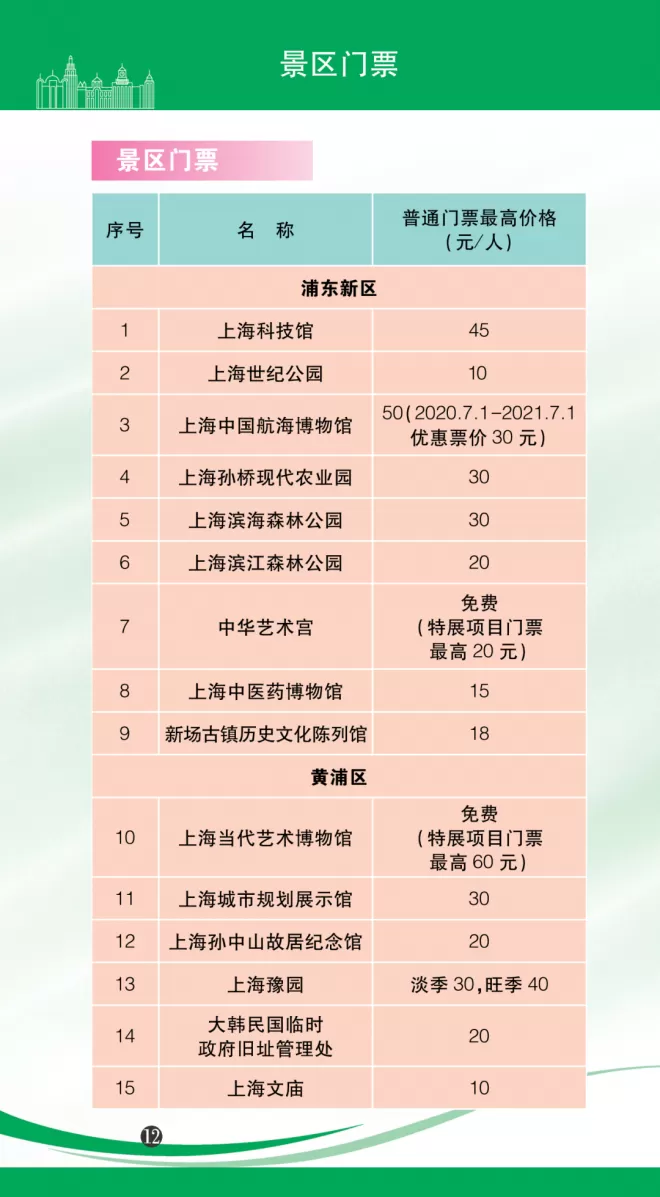 景区门票
景区门票
序号 名 称 普通门票最高价格
(元/人)
浦东新区
1 上海科技馆 45
2 上海世纪公园 10
3 上海中国航海博物馆 50(2020.7.1-2021.7.1
优惠票价 30 元)
4 上海孙桥现代农业园 30
5 上海滨海森林公园 30
6 上海滨江森林公园 20
7 中华艺术宫 免费
(特展项目门票
最高 20 元)
8 上海中医药博物馆 15
9 新场古镇历史文化陈列馆 18
黄浦区
10 上海当代艺术博物馆 免费
(特展项目门票
最高 60 元)
11 上海城市规划展示馆 30
12 上海孙中山故居纪念馆 20
13 上海豫园 淡季 30,旺季 40
14 大韩民国临时
政府旧址管理处 20
15 上海文庙 10
12